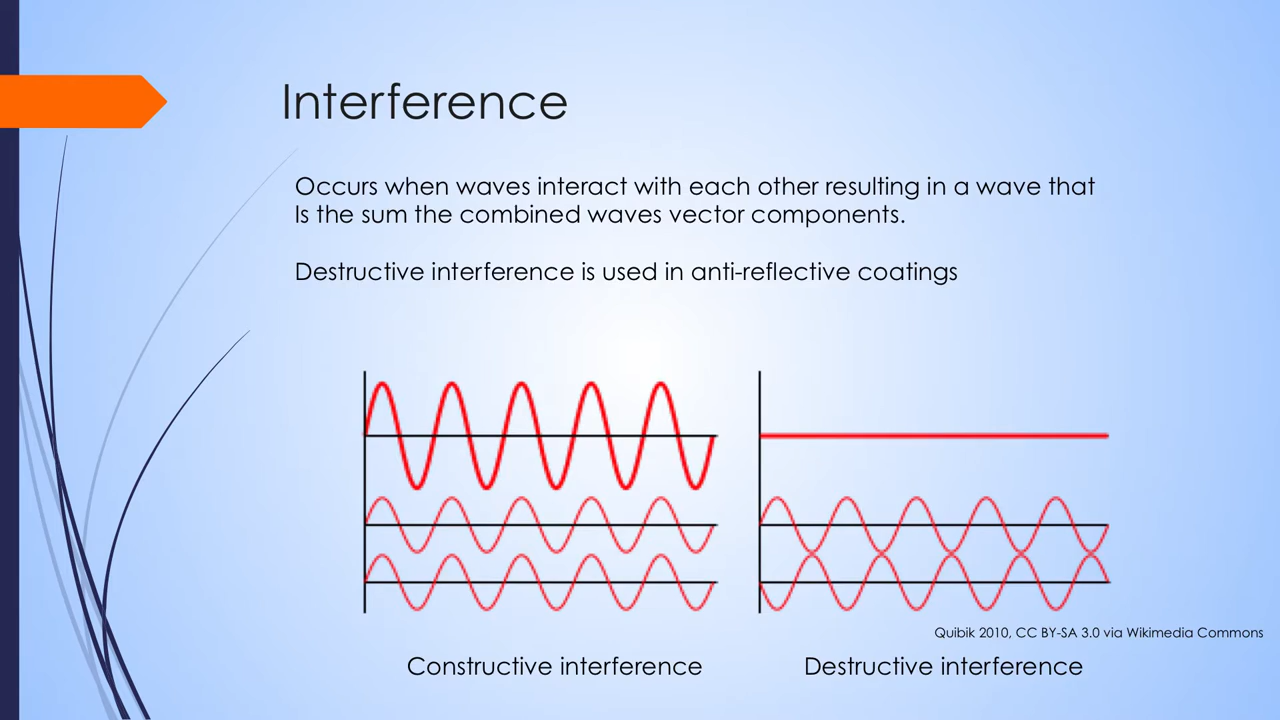 Interference
Occurs when waves interact with each other resulting in a wave that
Is the sum the combined waves vector components.
Destructive interference is used in anti-reflective coatings
Quibik 2010, CC BY-SA 3.0 via Wikimedia Commons
Constructive interference
Destructive interference